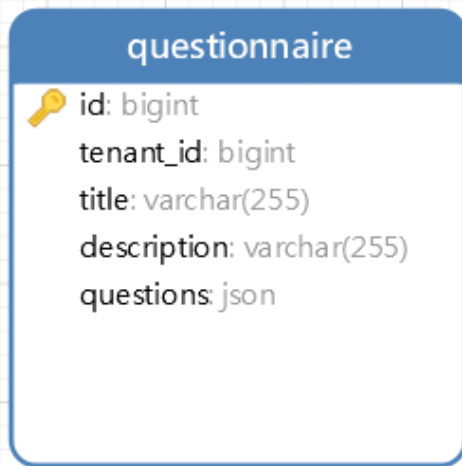 questionnaire
id: bigint
tenant_id: bigint
title: varchar(255)
description: varchar(255)
questions: json